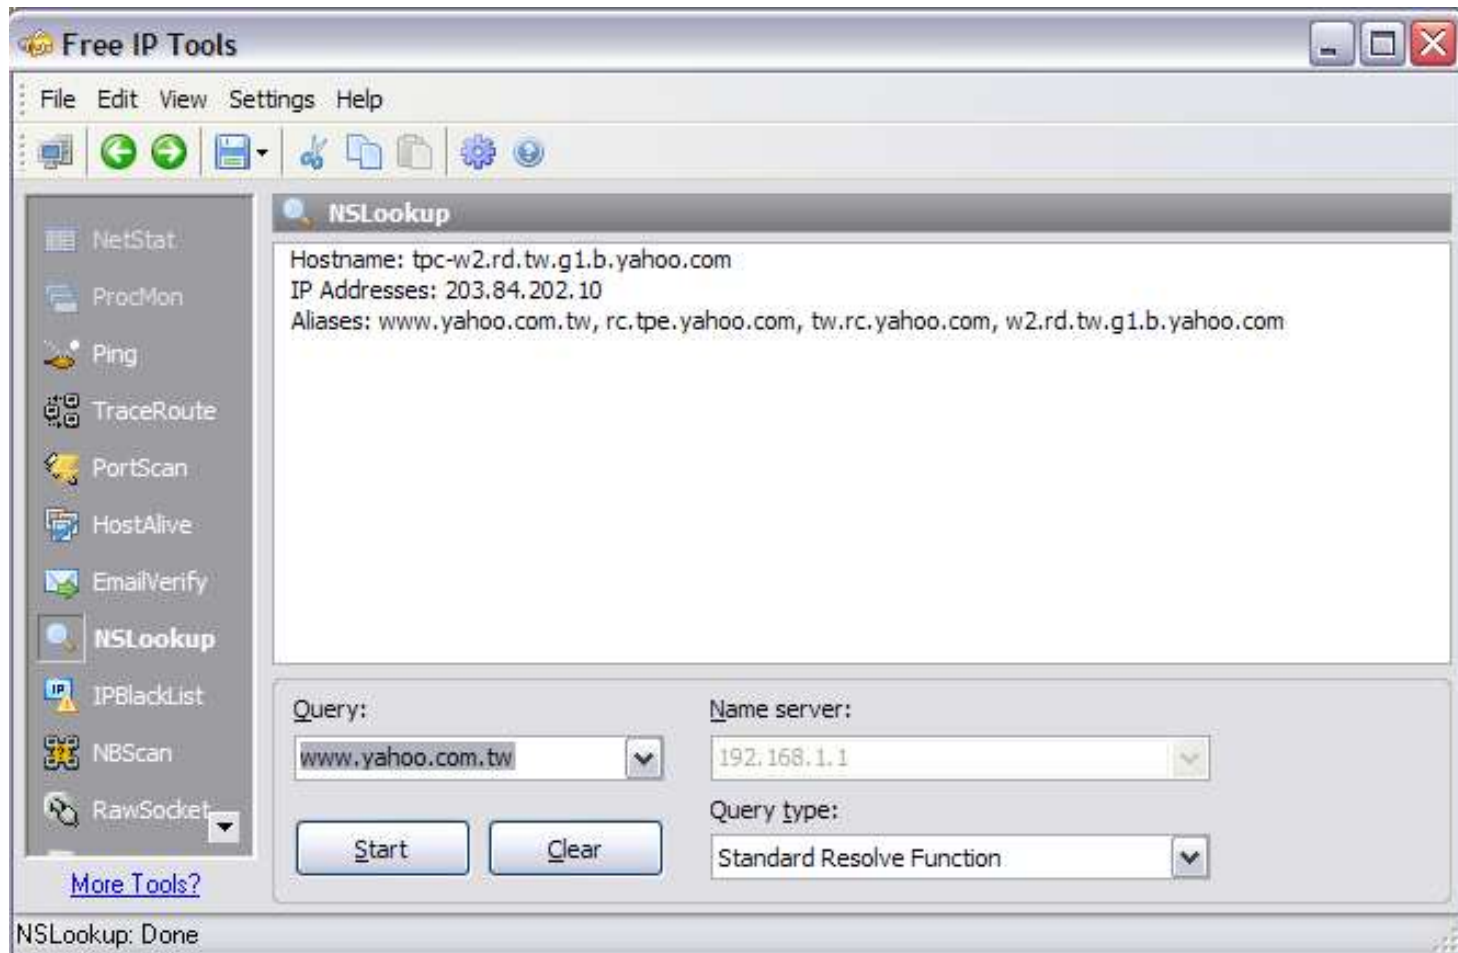 Free IP Tools
File Edit View Settings Help
NetStat
ProcMon
Ping
TraceRoute
PortScan
HostAlive
EmailVerify
NSLookup
IPBlackList
NBScan
RawSocket
More Tools?
NSLookup
Hostname: tpc-w2.rd.tw.g1.b.yahoo.com
IP Addresses: 203.84.202.10
Aliases: www.yahoo.com.tw, rc.tpe.yahoo.com, tw.rc.yahoo.com, w2.rd.tw.g1.b.yahoo.com
Query:
www.yahoo.com.tw
Start Clear
Name server:
192.168.1.1
Query type:
Standard Resolve Function
NSLookup: Done